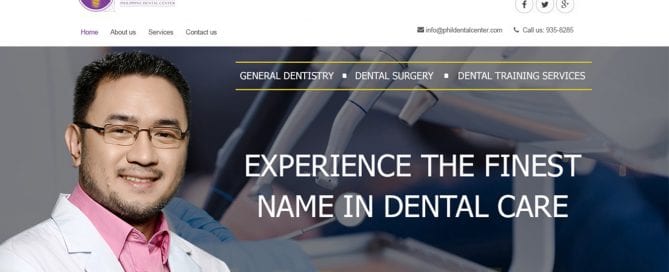 PHILIPPINE DENTAL CENTER
Home About us Services Contact us
info@phildentalcenter.com Call us: 935-6285
GENERAL DENTISTRY ▪ DENTAL SURGERY ▪ DENTAL TRAINING SERVICES
EXPERIENCE THE FINEST
NAME IN DENTAL CARE